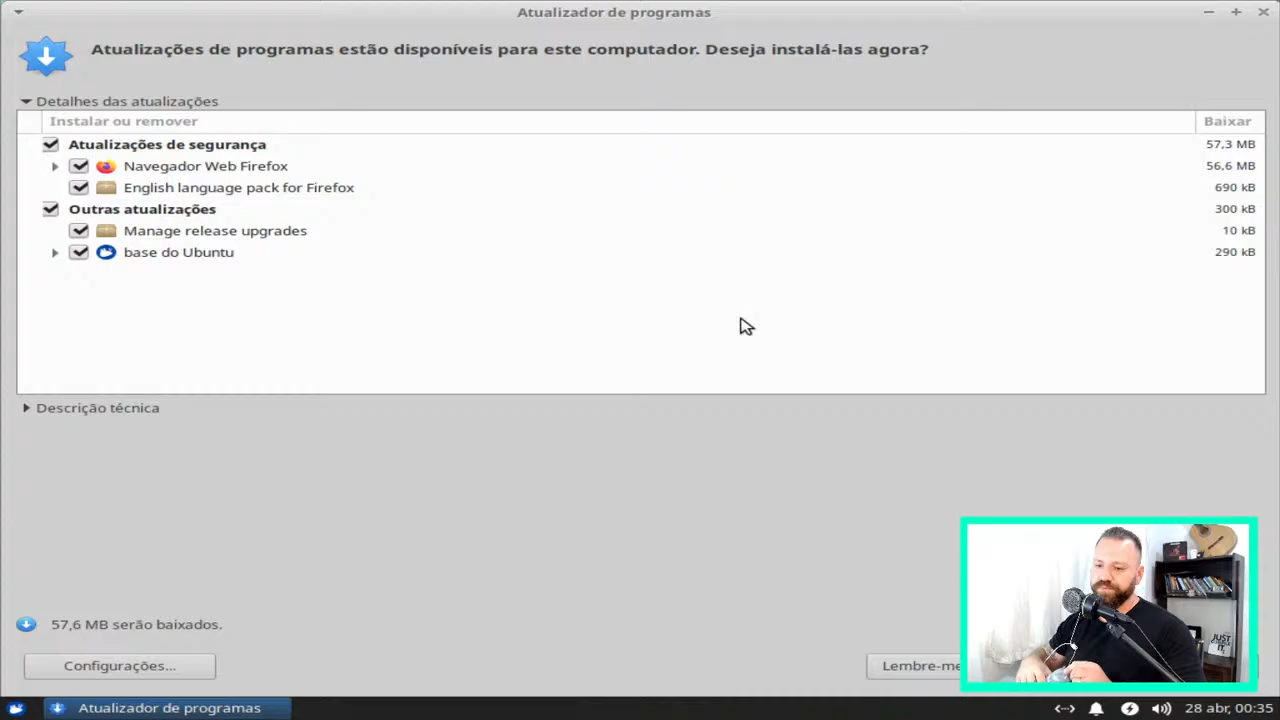 Atualizador de programas
Atualizações de programas estão disponíveis para este computador. Deseja instalá-las agora?
Detalhes das atualizações
Instalar ou remover Baixar
Atualizações de segurança 57,3 MB
Navegador Web Firefox 56,6 MB
English language pack for Firefox 690 kB
Outras atualizações 300 kB
Manage release upgrades 10 kB
base do Ubuntu 290 kB
Descrição técnica
57,6 MB serão baixados.
Configurações... Lembre-me
Atualizador de programas 28 abr, 00:35